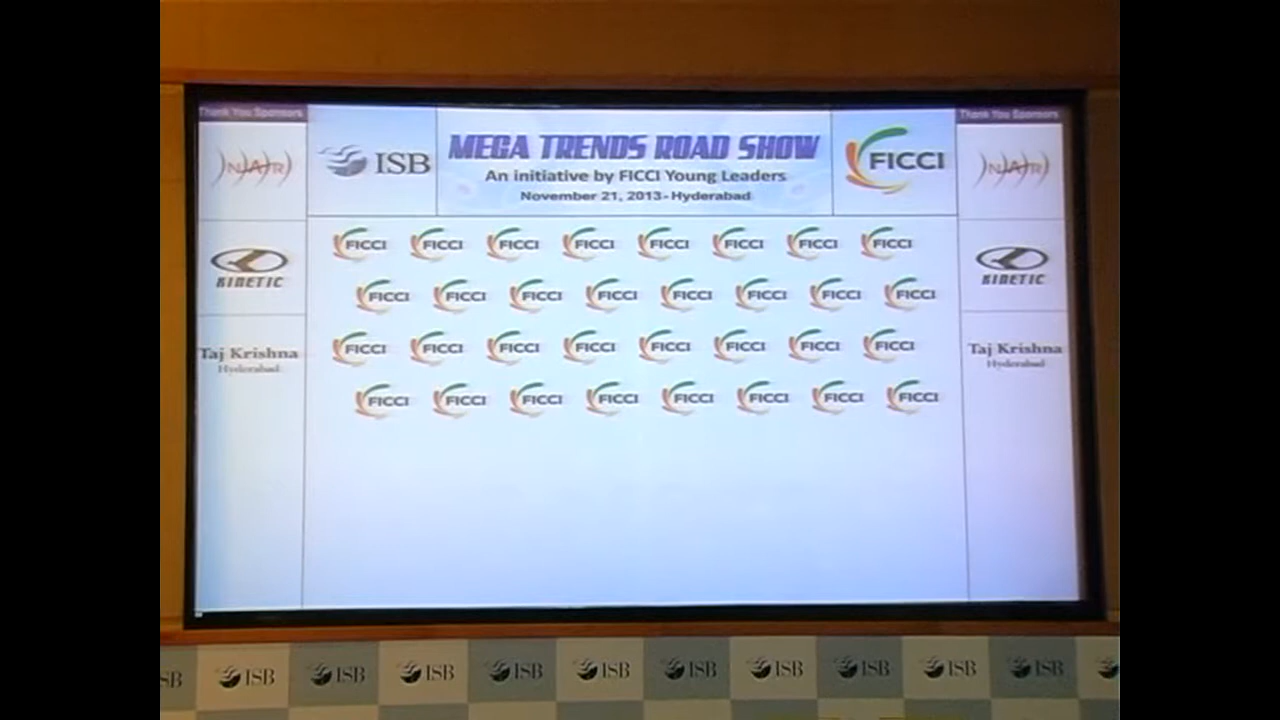 Thank You Sponsors
Thank You Sponsors
NATR
ISB
MEGA TRENDS ROAD SHOW
An initiative by FICCI Young Leaders
November 21, 2013-Hyderabad
FICCI
NATR
KINETIC
FICCI FICCI FICCI FICCI FICCI FICCI FICCI FICCI
KINETIC
FICCI FICCI FICCI FICCI FICCI FICCI FICCI FICCI
Taj Krishna
Hyderabad
FICCI FICCI FICCI FICCI FICCI FICCI FICCI FICCI
Taj Krishna
Hyderabad
FICCI FICCI FICCI FICCI FICCI FICCI FICCI FICCI
SB ISB ISB ISB ISB ISB ISB ISB ISB ISB ISB